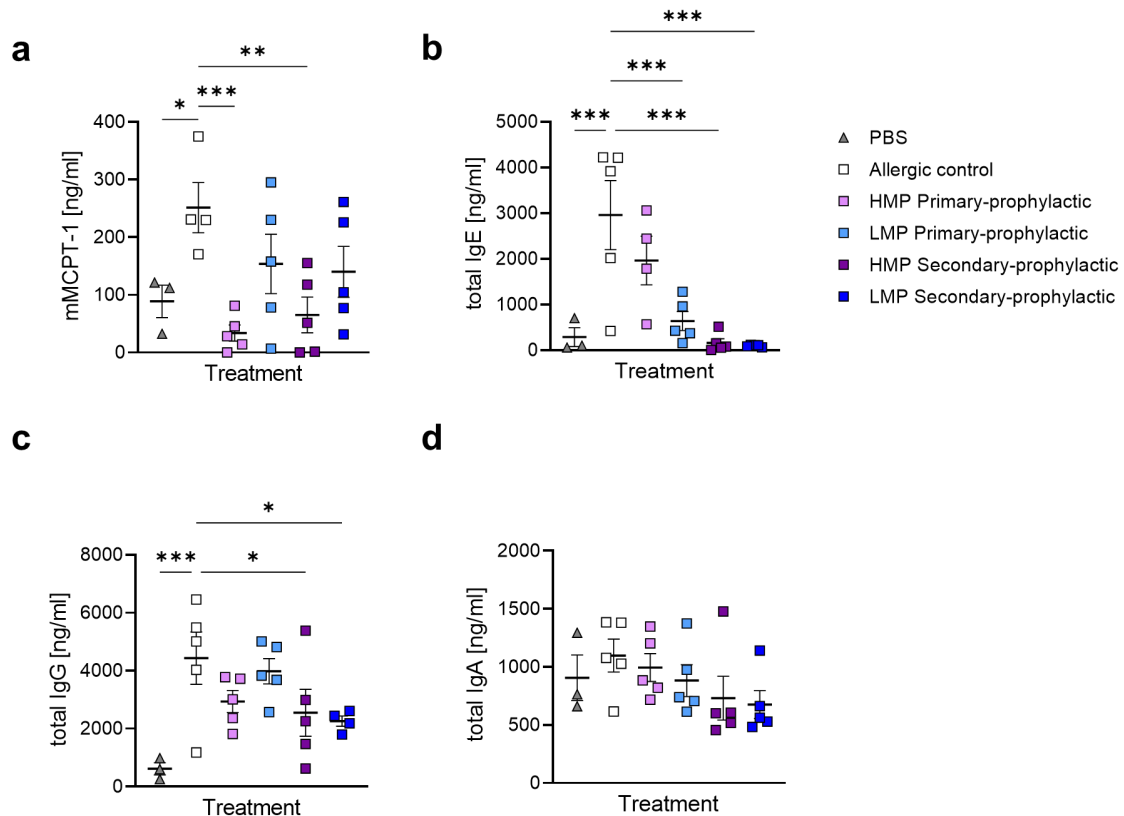 a
**
***
*
400
300
200
100
0
mMCPT-1 [ng/ml]
Treatment
b
***
***
*** ***
5000
4000
3000
2000
1000
0
total IgE [ng/ml]
Treatment
PBS
Allergic control
HMP Primary-prophylactic
LMP Primary-prophylactic
HMP Secondary-prophylactic
LMP Secondary-prophylactic
c
*
*** *
8000
6000
4000
2000
0
total IgG [ng/ml]
Treatment
d
2000
1500
1000
500
0
total IgA [ng/ml]
Treatment